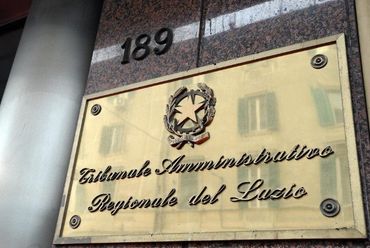 189
Tribunale Amministrativo
Regionale del Lazio